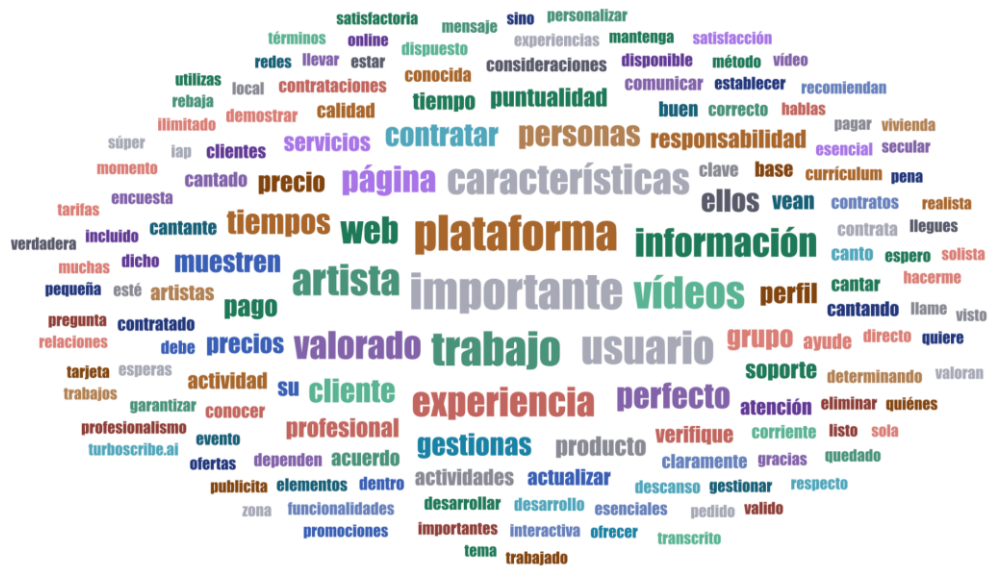 satisfactoria mensaje sino personalizar
términos online dispuesto experiencias mantenga satisfacción
redes llevar estar conocida consideraciones disponible método vídeo
utilizas local contrataciones tiempo puntualidad comunicar establecer recomiendan
rebaja ilimitado demostrar calidad buen correcto hablas
súper iap clientes servicios contratar personas responsabilidad pagar vivienda
momento esencial secular
encuesta cantado precio página características clave base currículum pena
tarifas cantante tiempos web plataforma información ellos vean contratos realista
verdadera incluido contrata llegues
muchas dicho muestren artista importante vídeos perfil canto espero solista
pequeña esté artistas pago cantar hacerme
pregunta contratado cantando llame visto
relaciones debe precios valorado trabajo usuario grupo ayude directo quiere
tarjeta esperas actividad su cliente experiencia perfecto soporte determinando valoran
trabajos garantizar conocer atención eliminar quiénes
profesionalismo profesional gestionas producto verifique corriente listo sola
turboscribe.ai evento
ofertas dependen acuerdo actividades actualizar claramente gracias quedado
publicita elementos dentro descanso gestionar respecto
zona funcionalidades desarrollar desarrollo esenciales pedido valido
promociones importantes interactiva ofrecer transcrito
tema trabajado